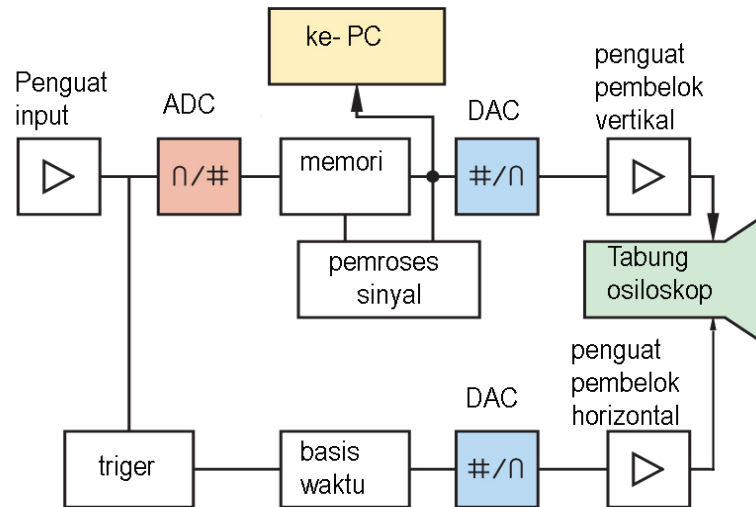 ke- PC
Penguat
input
ADC
∩/#
memori
DAC
#/∩
penguat
pembelok
vertikal
pemroses
sinyal
Tabung
osiloskop
triger
basis
waktu
DAC
#/∩
penguat
pembelok
horizontal